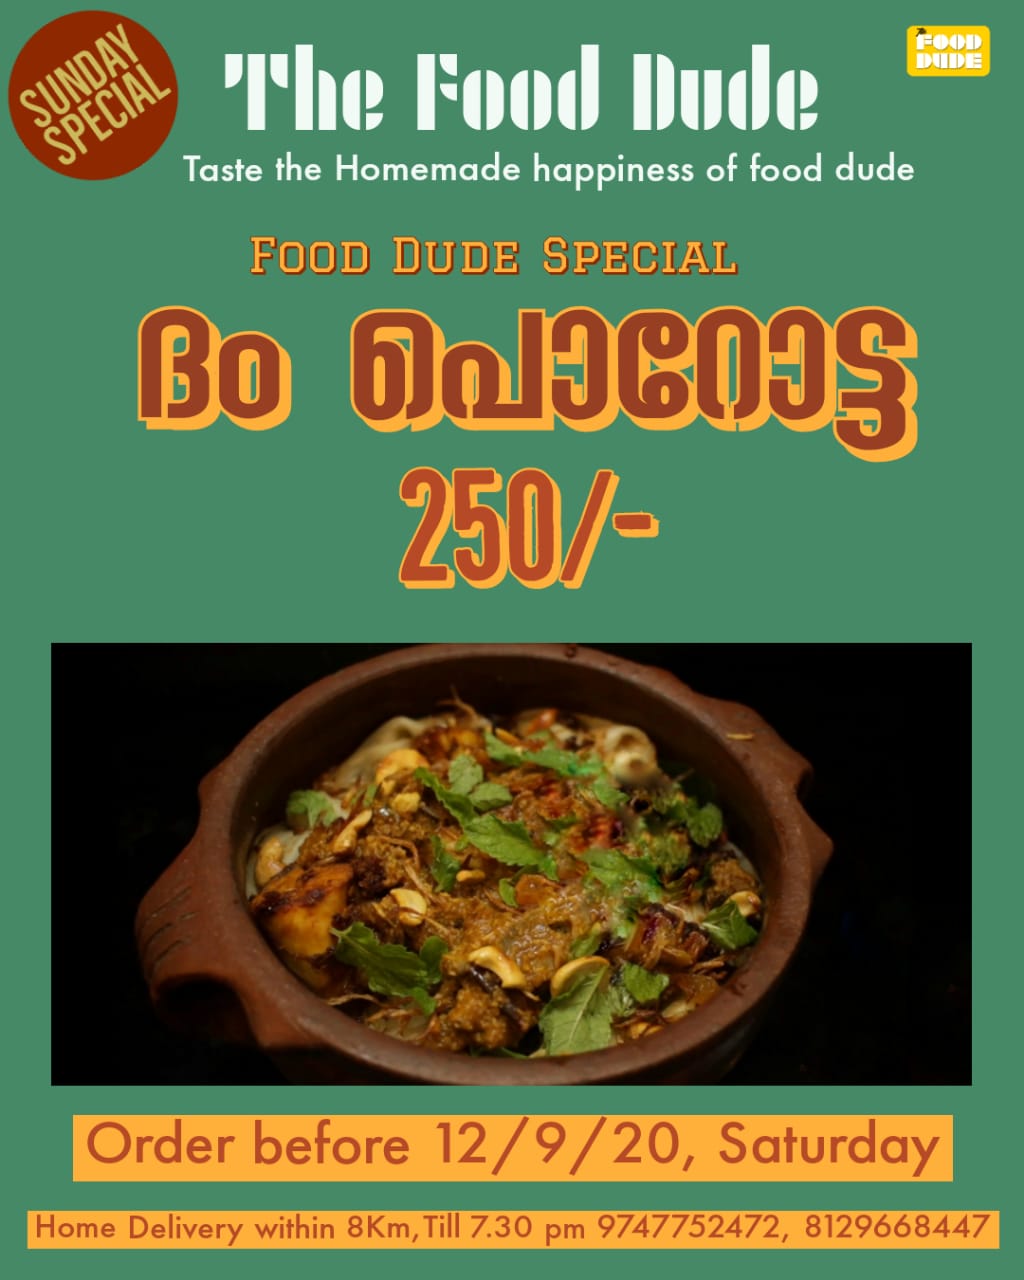 SUNDAY
SPECIAL
The Food Dude
FOOD
DUDE
Taste the Homemade happiness of food dude
Food Dude Special
ദം പൊറോട്ട
250/-
Order before 12/9/20, Saturday
Home Delivery within 8Km,Till 7.30 pm 9747752472, 8129668447